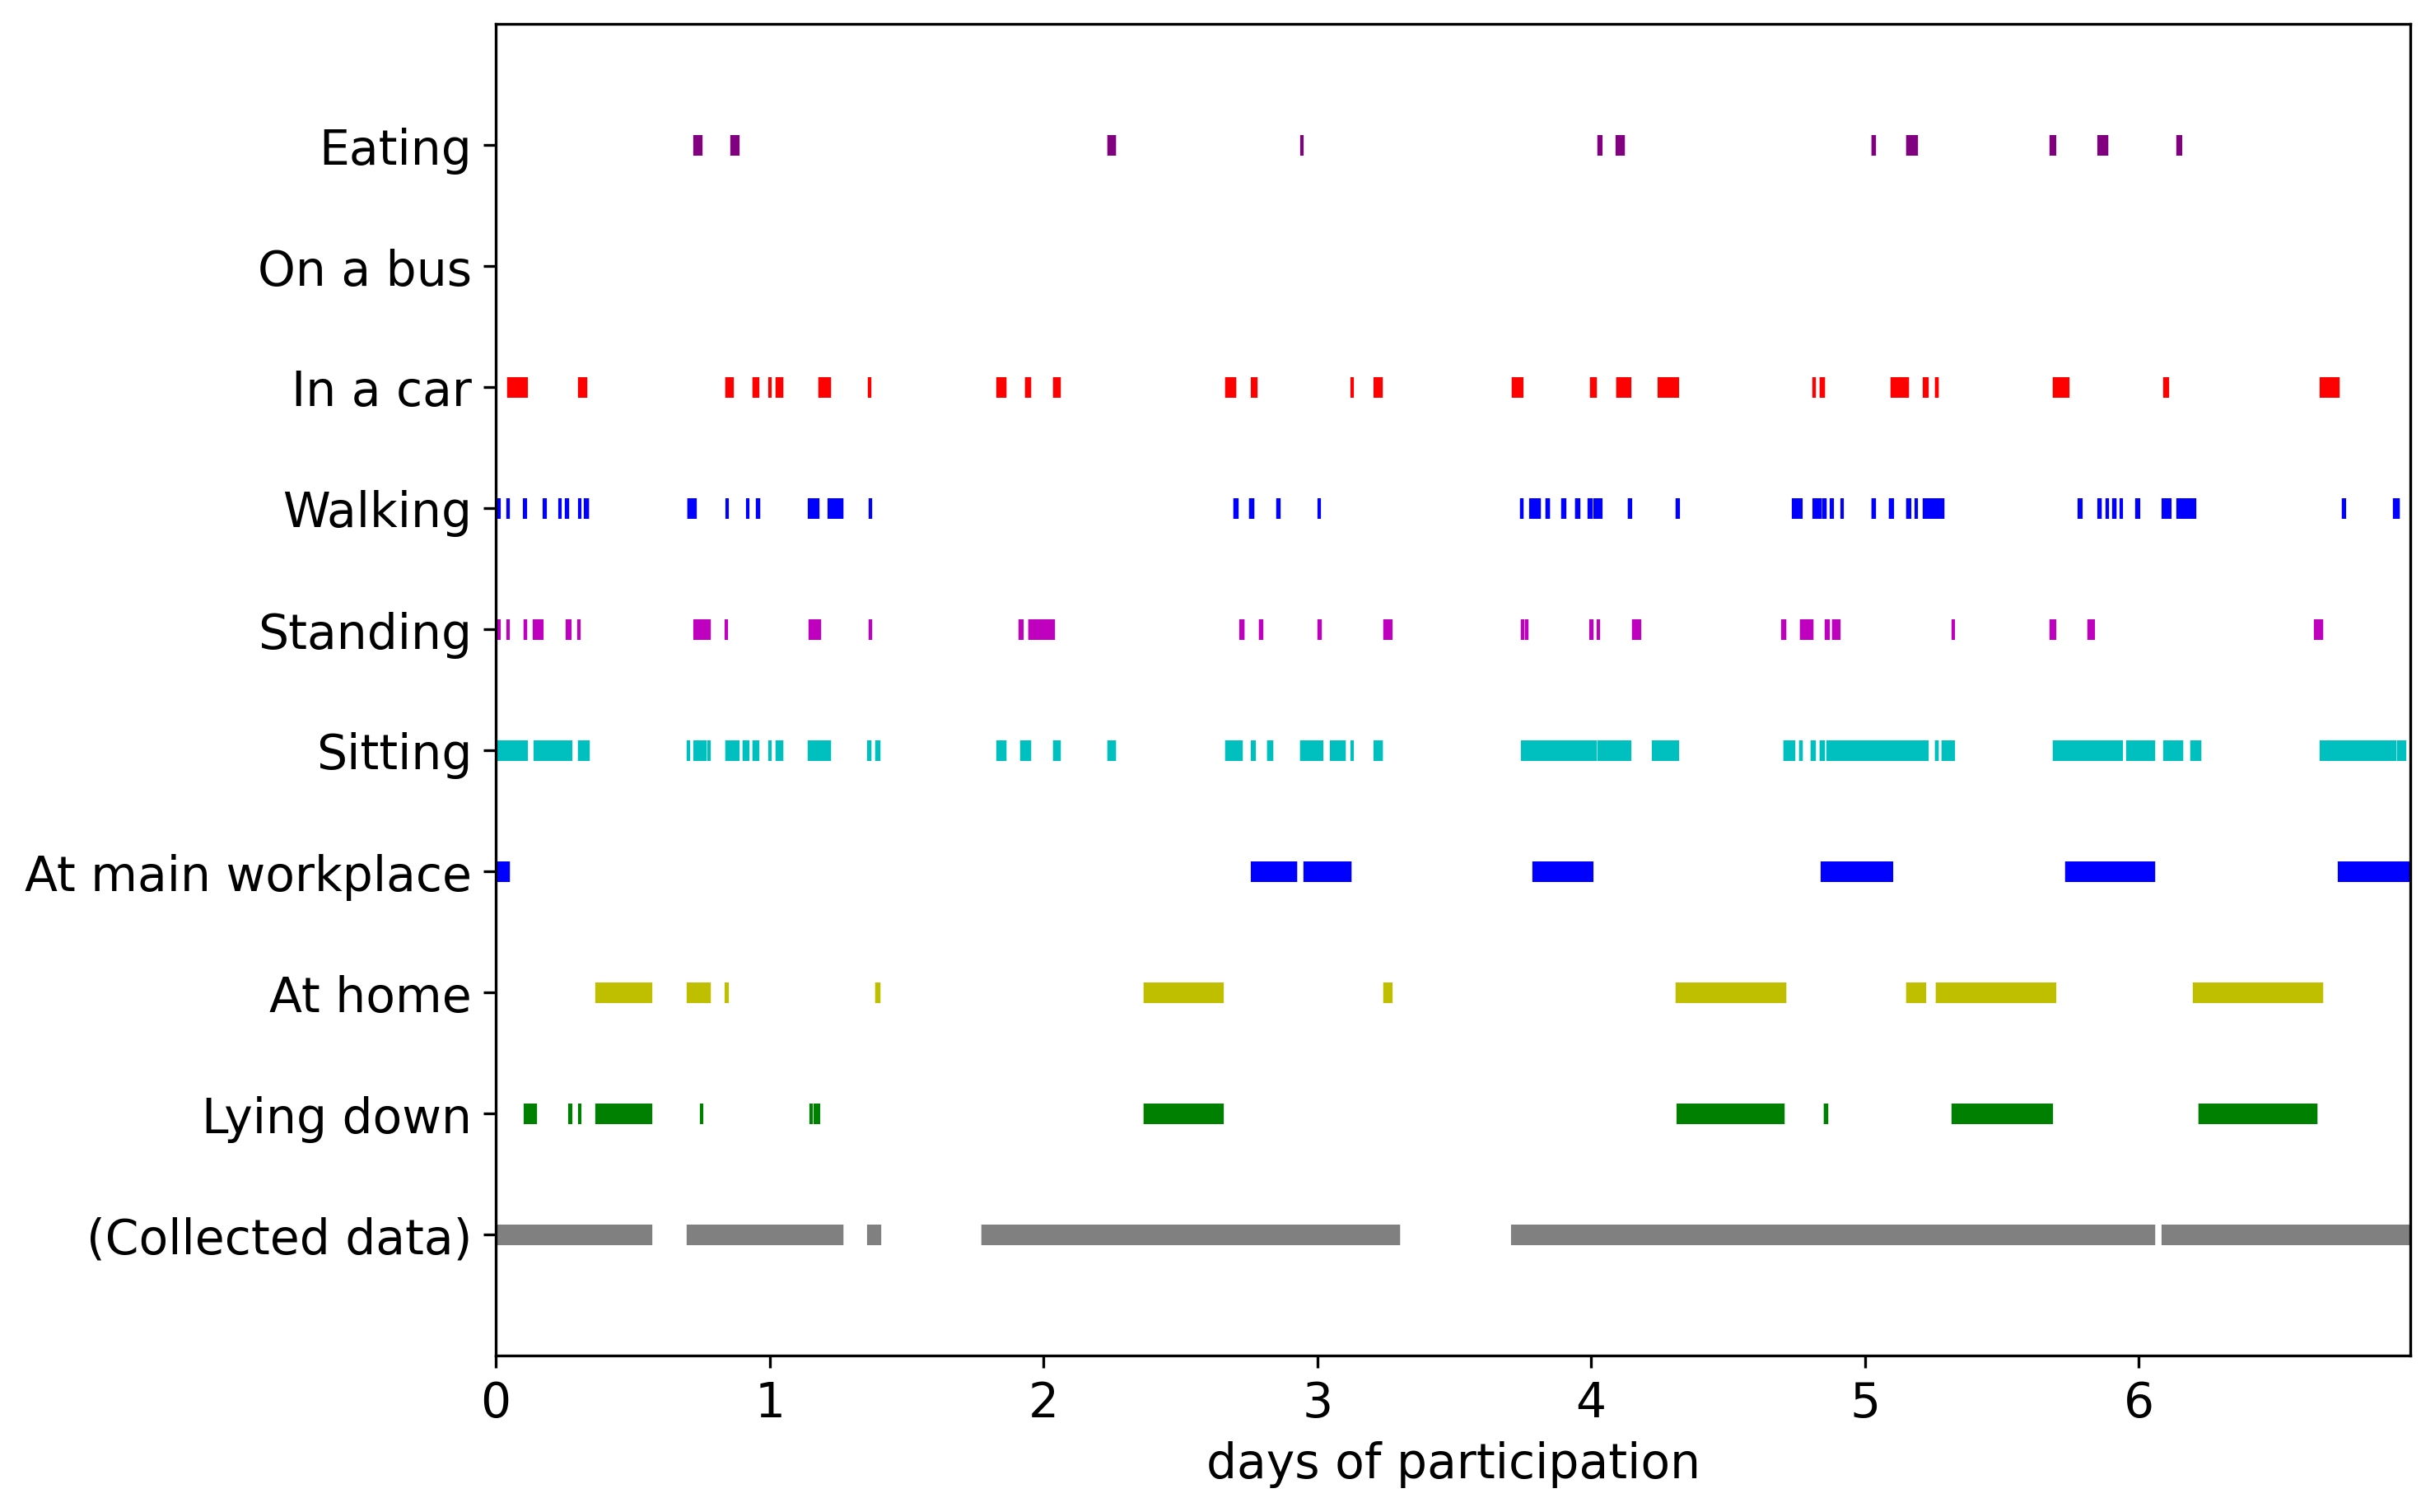 Eating
On a bus
In a car
Walking
Standing
Sitting
At main workplace
At home
Lying down
(Collected data)
0 1 2 3 4 5 6
days of participation